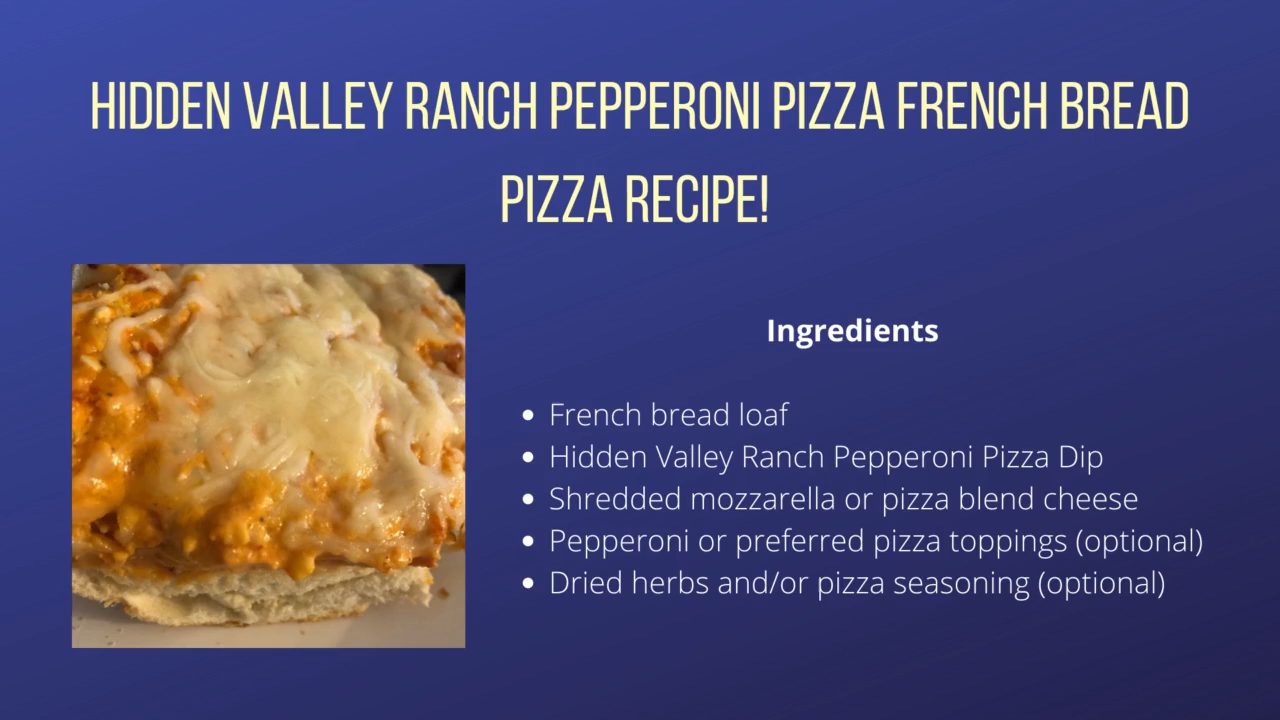 HIDDEN VALLEY RANCH PEPPERONI PIZZA FRENCH BREAD
PIZZA RECIPE!
Ingredients
• French bread loaf
• Hidden Valley Ranch Pepperoni Pizza Dip
• Shredded mozzarella or pizza blend cheese
• Pepperoni or preferred pizza toppings (optional)
• Dried herbs and/or pizza seasoning (optional)